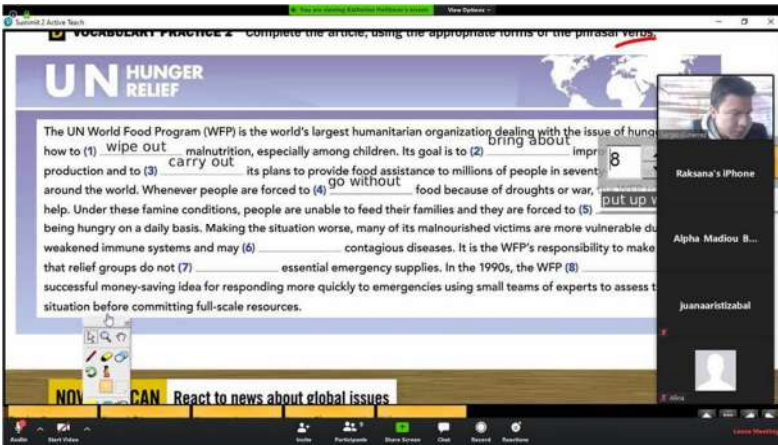 You are viewing Katherine Pettibone's screen View Options
Summit 2 Active Teach
D VOCABULARY PRACTICE 2 Complete the article, using the appropriate forms of the phrasal verbs.
UN HUNGER
RELIEF
The UN World Food Program (WFP) is the world's largest humanitarian organization dealing with the issue of
how to (1) wipe out malnutrition, especially among children. Its goal is to (2) bring about
production and to (3) carry out its plans to provide food assistance to millions of people in seventy
around the world. Whenever people are forced to (4) go without food because of droughts or war,
help. Under these famine conditions, people are unable to feed their families and they are forced to (5)
being hungry on a daily basis. Making the situation worse, many of its malnourished victims are more vulnerable
weakened immune systems and may (6) contagious diseases. It is the WFP's responsibility to make
that relief groups do not (7) essential emergency supplies. In the 1990s, the WFP (8)
successful money-saving idea for responding more quickly to emergencies using small teams of experts to assess
situation before committing full-scale resources.
8
put up w
Raksana's iPhone
Alpha Madiou B...
juanaaristizabal
Alina
NOW CAN React to news about global issues
Audio Start Video Invite Participants 9 Share Screen Chat Record Reactions Leave Meeting